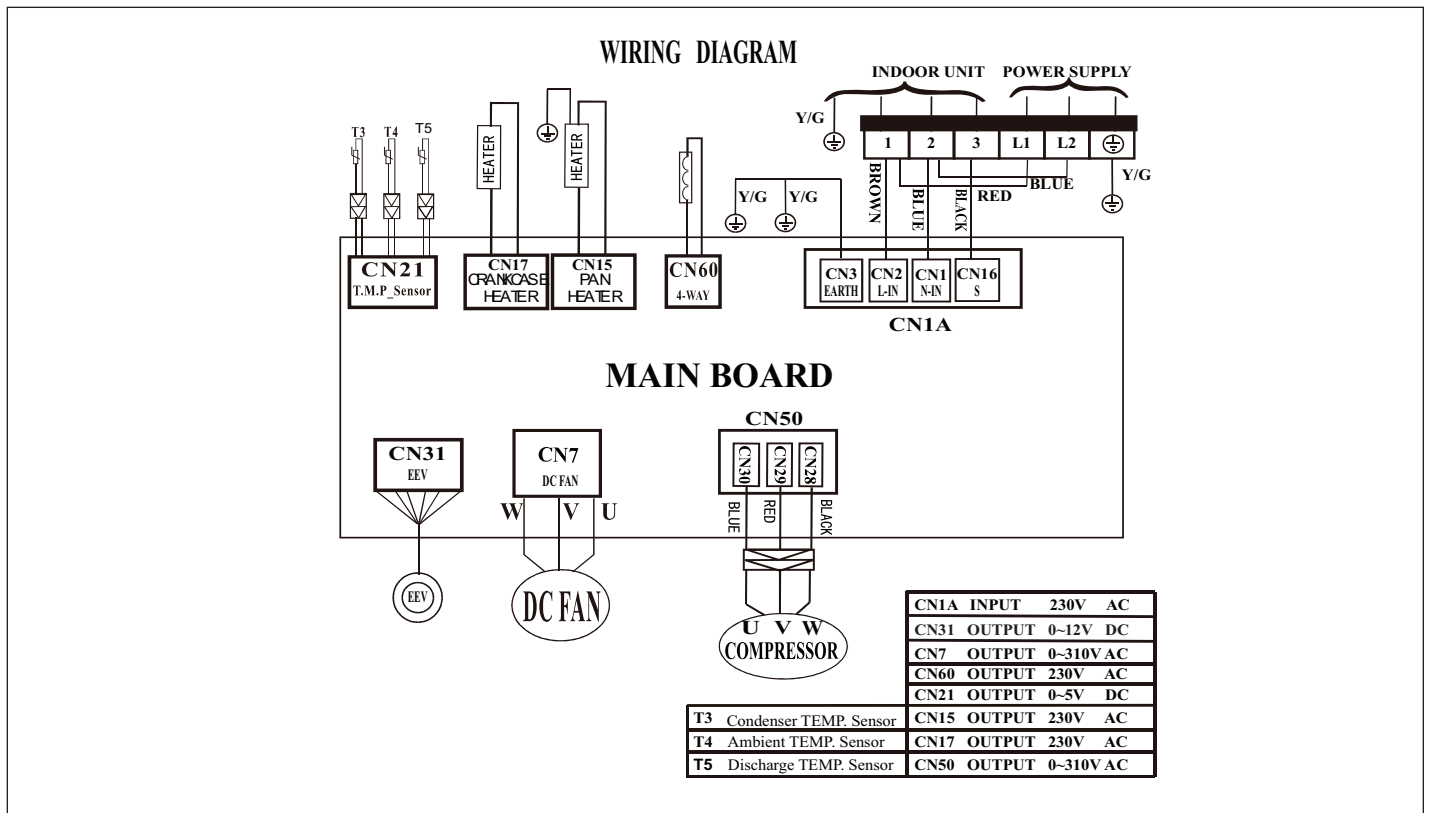 WIRING DIAGRAM
INDOOR UNIT POWER SUPPLY
Y/G
1 2 3 L1 L2
Y/G
BROWN
BLUE
BLACK
RED
BLUE
T3 T4 T5
HEATER
HEATER
Y/G Y/G
CN21
T.M.P_Sensor
CN17
CRANKCASE
HEATER
CN15
PAN
HEATER
CN60
4-WAY
CN3
EARTH
CN2
L-IN
CN1
N-IN
CN16
S
CN1A
MAIN BOARD
CN31
EEV
CN7
DC FAN
W V U
CN50
CN30 CN29 CN28
BLUE RED BLACK
EEV
DC FAN
U V W
COMPRESSOR
CN1A INPUT 230V AC
CN31 OUTPUT 0~12V DC
CN7 OUTPUT 0~310V AC
CN60 OUTPUT 230V AC
CN21 OUTPUT 0~5V DC
T3 Condenser TEMP. Sensor CN15 OUTPUT 230V AC
T4 Ambient TEMP. Sensor CN17 OUTPUT 230V AC
T5 Discharge TEMP. Sensor CN50 OUTPUT 0~310V AC